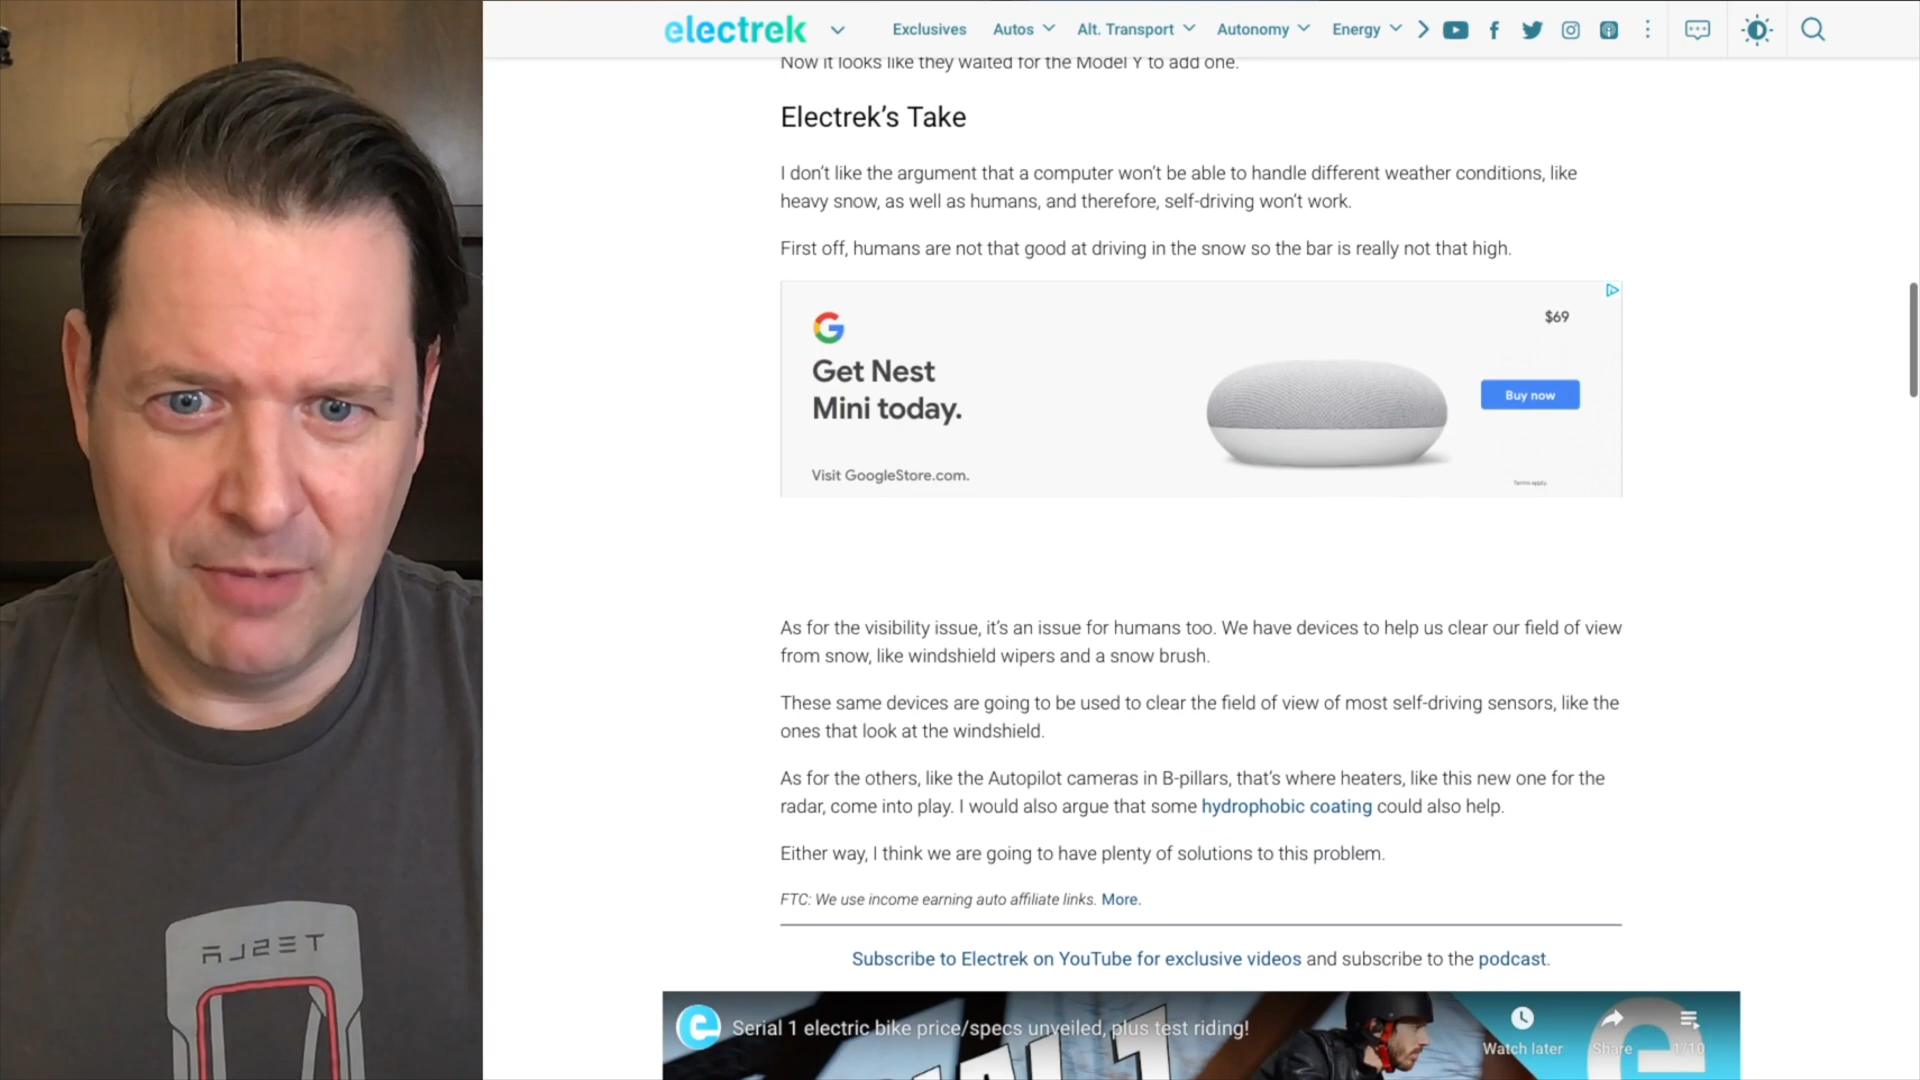 electrek
Exclusives Autos Alt. Transport Autonomy Energy
Now it looks like they waited for the Model Y to add one.
Electrek’s Take
I don’t like the argument that a computer won’t be able to handle different weather conditions, like
heavy snow, as well as humans, and therefore, self-driving won’t work.
First off, humans are not that good at driving in the snow so the bar is really not that high.
$69
Get Nest
Mini today.
Buy now
Visit GoogleStore.com.
Terms apply.
As for the visibility issue, it’s an issue for humans too. We have devices to help us clear our field of view
from snow, like windshield wipers and a snow brush.
These same devices are going to be used to clear the field of view of most self-driving sensors, like the
ones that look at the windshield.
As for the others, like the Autopilot cameras in B-pillars, that’s where heaters, like this new one for the
radar, come into play. I would also argue that some hydrophobic coating could also help.
Either way, I think we are going to have plenty of solutions to this problem.
FTC: We use income earning auto affiliate links. More.
Subscribe to Electrek on YouTube for exclusive videos and subscribe to the podcast.
Serial 1 electric bike price/specs unveiled, plus test riding!
Watch later Share 1/10
TESLA